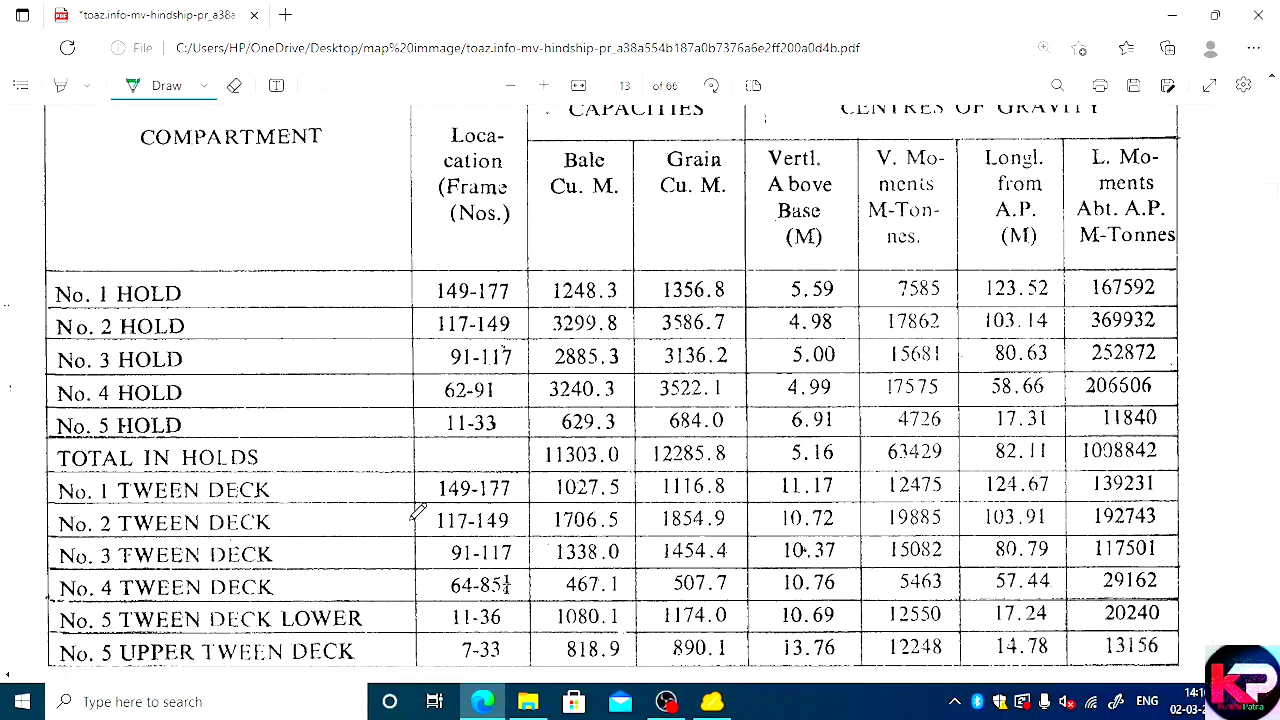 *toaz.info-mv-hindship-pr_a38a
File C:/Users/HP/OneDrive/Desktop/map%20immage/toaz.info-mv-hindship-pr_a38a554b187a0b7376a6e2ff200a0d4b.pdf
Draw 13 of 66
CAPACITIES CENTRES OF GRAVITY
COMPARTMENT Loca-cation (Frame (Nos.) Bale Cu. M. Grain Cu. M. Vertl. Above Base (M) V. Mo-ments M-Ton-nes. Longl. from A.P. (M) L. Mo-ments Abt. A.P. M-Tonnes
No. 1 HOLD 149-177 1248.3 1356.8 5.59 7585 123.52 167592
No. 2 HOLD 117-149 3299.8 3586.7 4.98 17862 103.14 369932
No. 3 HOLD 91-117 2885.3 3136.2 5.00 15681 80.63 252872
No. 4 HOLD 62-91 3240.3 3522.1 4.99 17575 58.66 206606
No. 5 HOLD 11-33 629.3 684.0 6.91 4726 17.31 11840
TOTAL IN HOLDS 11303.0 12285.8 5.16 63429 82.11 1008842
No. 1 TWEEN DECK 149-177 1027.5 1116.8 11.17 12475 124.67 139231
No. 2 TWEEN DECK 117-149 1706.5 1854.9 10.72 19885 103.91 192743
No. 3 TWEEN DECK 91-117 1338.0 1454.4 10.37 15082 80.79 117501
No. 4 TWEEN DECK 64-85½ 467.1 507.7 10.76 5463 57.44 29162
No. 5 TWEEN DECK LOWER 11-36 1080.1 1174.0 10.69 12550 17.24 20240
No. 5 UPPER TWEEN DECK 7-33 818.9 890.1 13.76 12248 14.78 13156
Type here to search ENG
KP
Patra